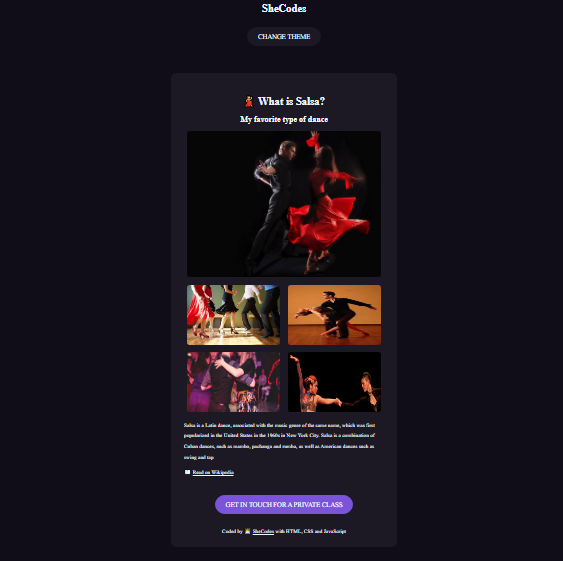 SheCodes
CHANGE THEME
💃 What is Salsa?
My favorite type of dance
Salsa is a Latin dance, associated with the music genre of the same name, which was first
popularized in the United States in the 1960s in New York City. Salsa is a combination of
Cuban dances, such as mambo, pachanga and rumba, as well as American dances such as
swing and tap
📖 Read on Wikipedia
GET IN TOUCH FOR A PRIVATE CLASS
Coded by 👩‍💻 SheCodes with HTML, CSS and JavaScript